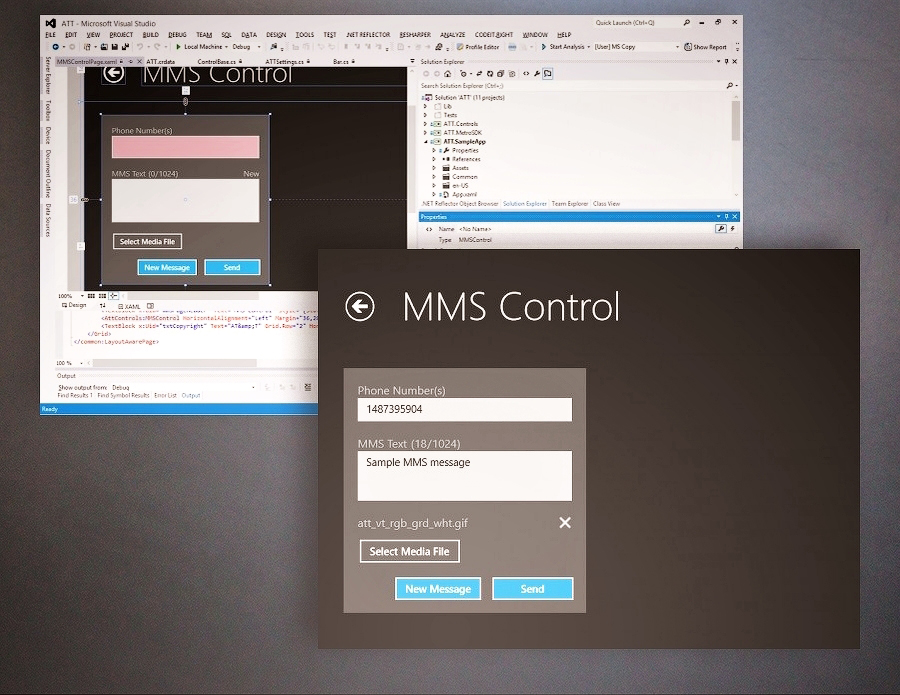 ATT - Microsoft Visual Studio
Quick Launch (Ctrl+Q)
FILE EDIT VIEW PROJECT BUILD DEBUG TEAM SQL DATA DESIGN TOOLS TEST .NET REFLECTOR RESHARPER ANALYZE CODEIT.RIGHT WINDOW HELP
Local Machine Debug Profile Editor Start Analysis [User] MS Copy Show Report
MMSControlPage.xaml ATT.crdata ControlBase.cs ATTSettings.cs Bar.cs
Server Explorer
Toolbox
Device
Document Outline
Data Sources
MMS Control
Phone Number(s)
MMS Text (0/1024) New
Select Media File
New Message Send
Solution Explorer
Search Solution Explorer (Ctrl+;)
Solution 'ATT' (11 projects)
Lib
Tests
ATT.Controls
ATT.MetroSDK
ATT.SampleApp
Properties
References
Assets
Common
en-US
App.xaml
.NET Reflector Object Browser Solution Explorer Team Explorer Class View
Properties
Name <No Name>
Type MMSControl
100%
Design XAML
<AttControls:MMSControl HorizontalAlignment="Left" Margin="36,
<TextBlock x:Uid="txtCopyright" Text="AT&amp;T" Grid.Row="2"
</Grid>
</common:LayoutAwarePage>
100 %
Output
Show output from: Debug
Find Results 1 Find Symbol Results Error List Output
Ready
MMS Control
Phone Number(s)
1487395904
MMS Text (18/1024)
Sample MMS message
att_vt_rgb_grd_wht.gif
Select Media File
New Message Send